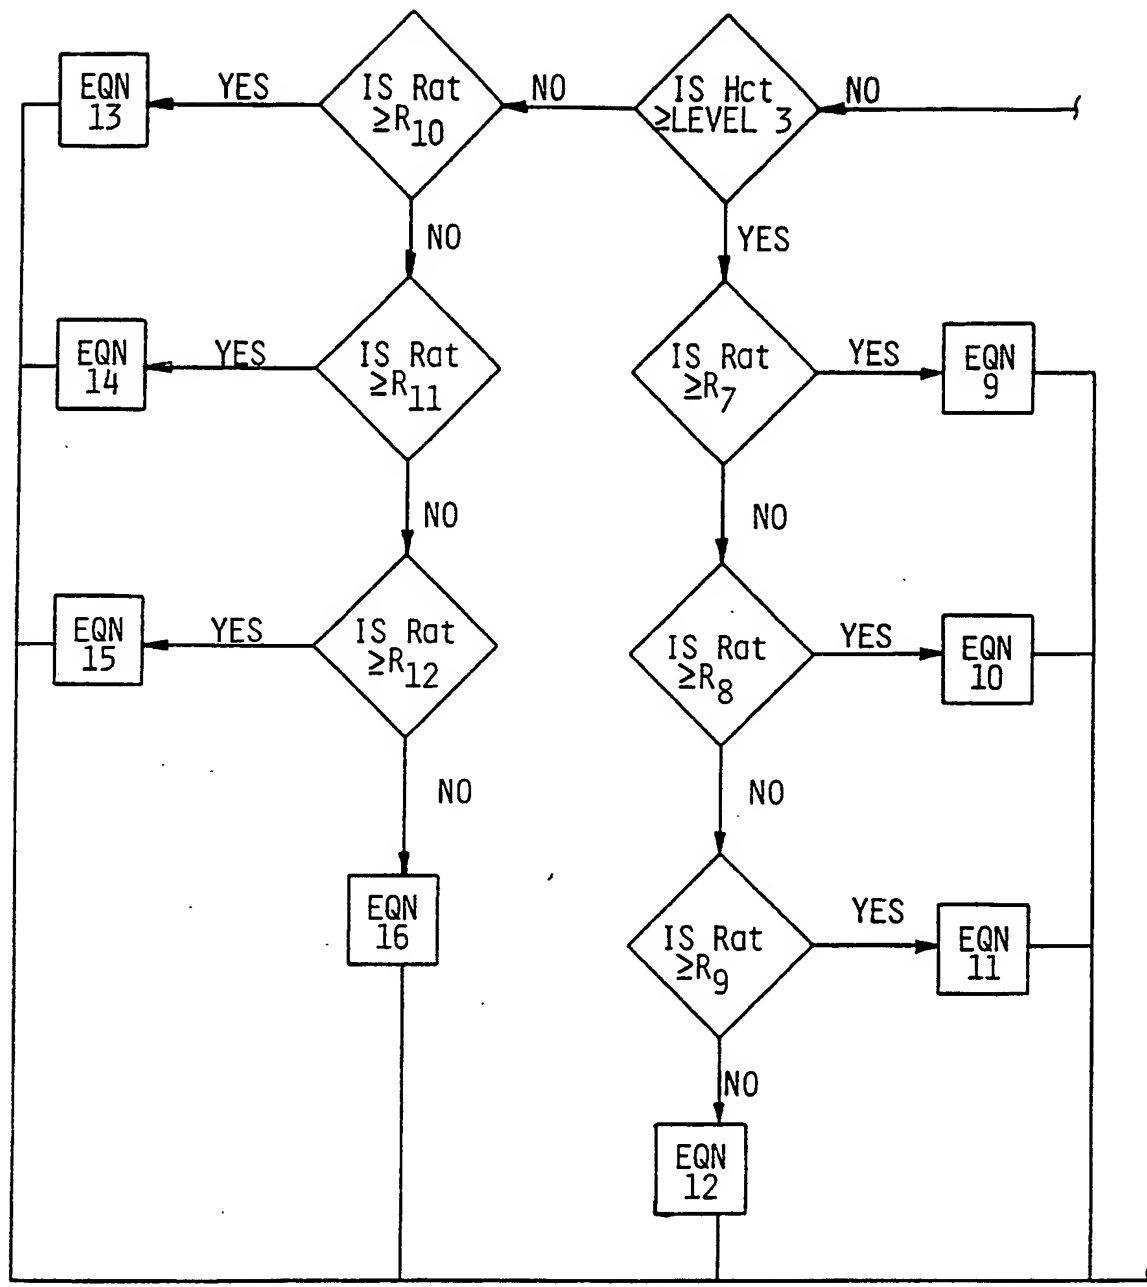 EQN
13
YES
IS Rat
≥R10
NO
IS Hct
≥LEVEL 3
NO
NO
YES
EQN
14
YES
IS Rat
≥R11
IS Rat
≥R7
YES
EQN
9
NO
NO
EQN
15
YES
IS Rat
≥R12
IS Rat
≥R8
YES
EQN
10
NO
NO
EQN
16
IS Rat
≥R9
YES
EQN
11
NO
EQN
12